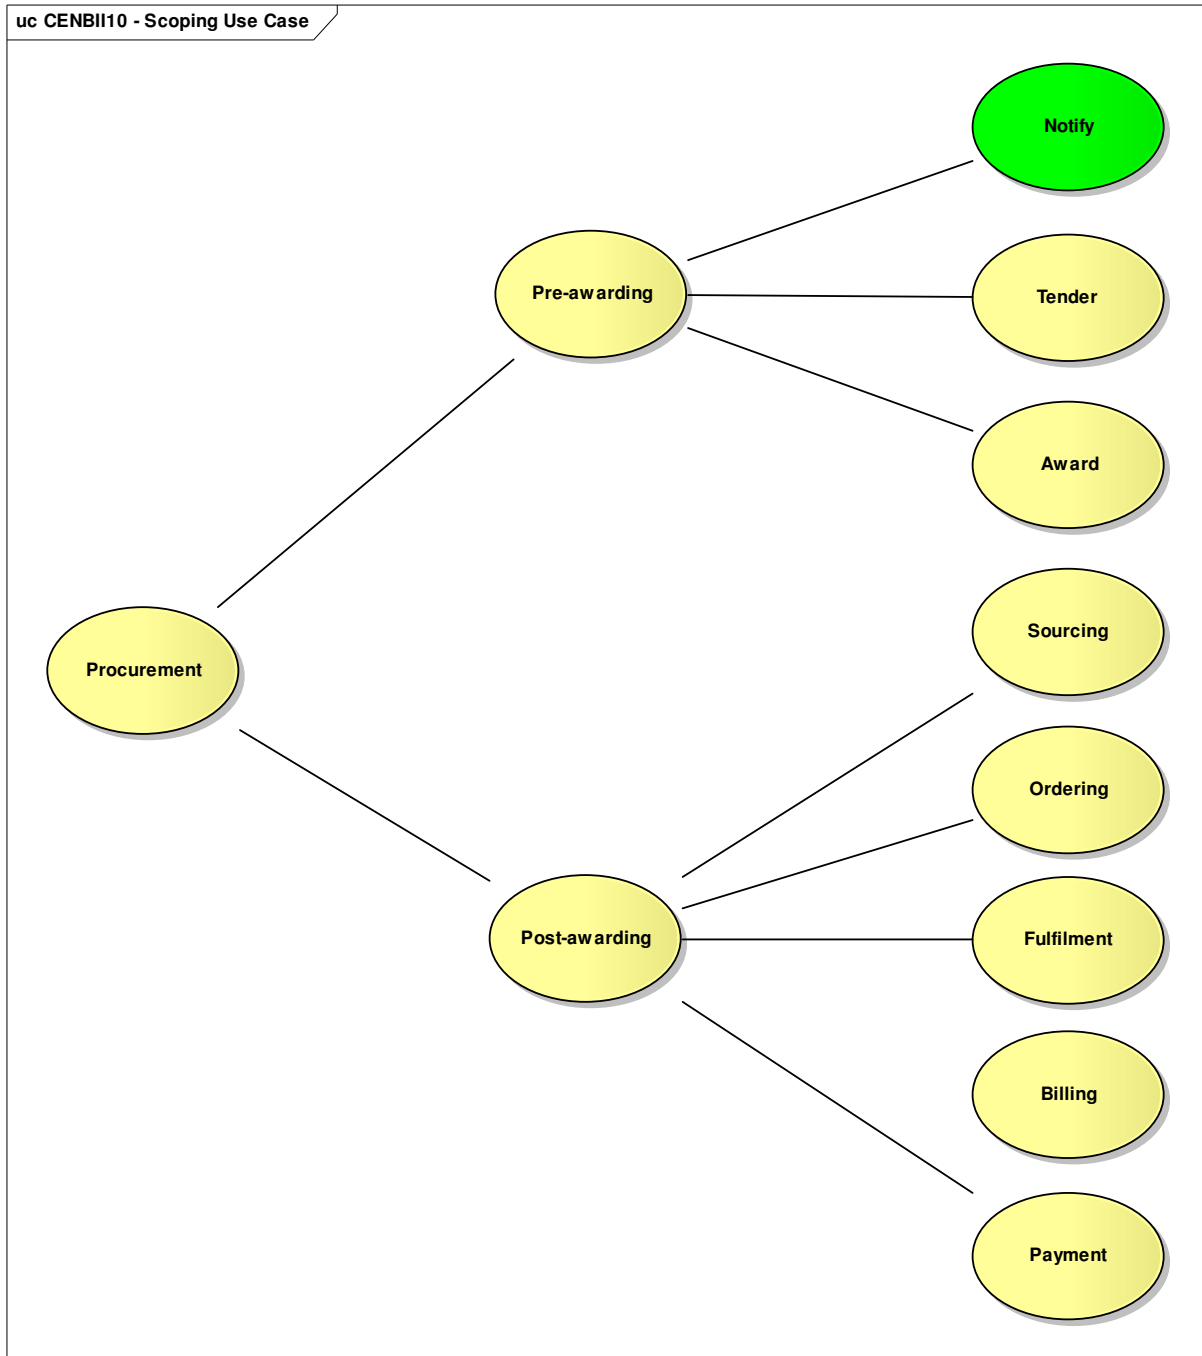 uc CENBII10 - Scoping Use Case
Notify
Pre-awarding
Tender
Award
Sourcing
Procurement
Ordering
Post-awarding
Fulfilment
Billing
Payment